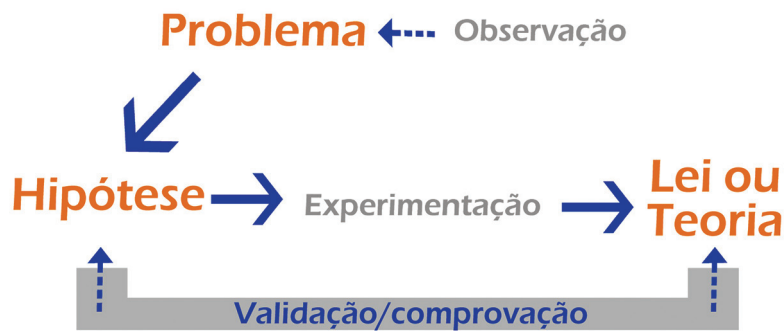 Problema
Observação
Hipótese
Experimentação
Lei ou
Teoria
Validação/comprovação